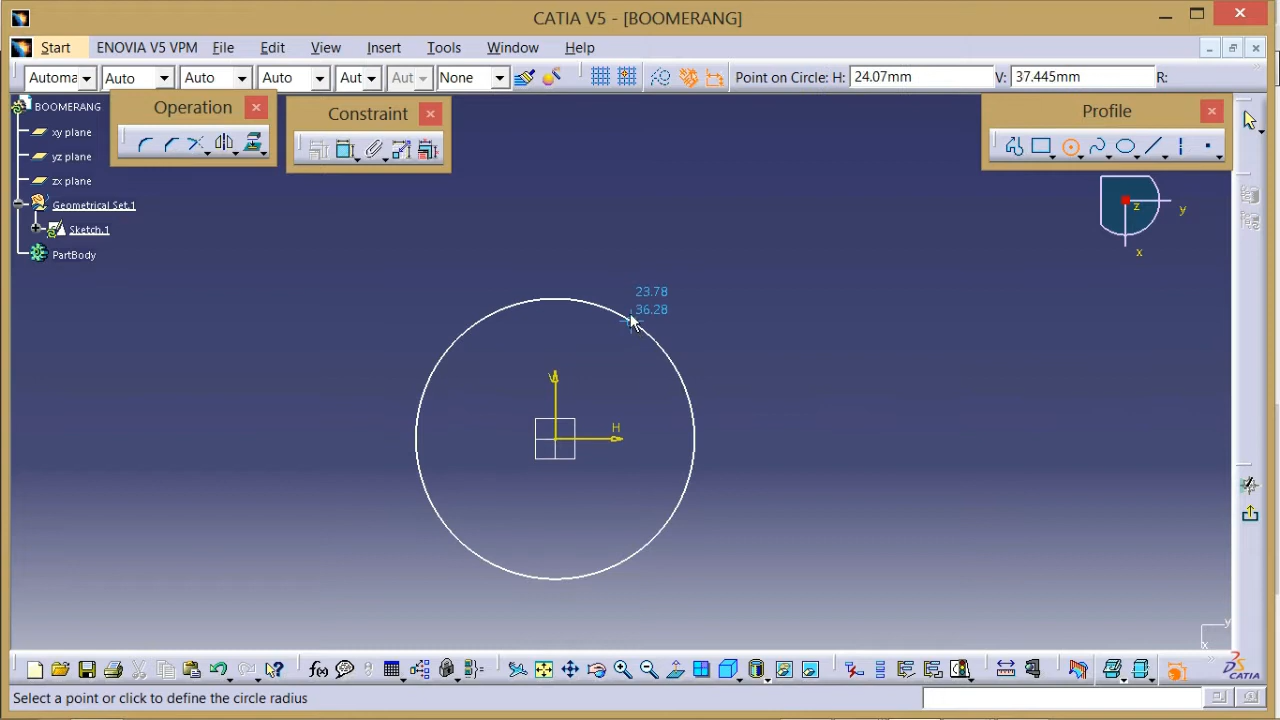 CATIA V5 - [BOOMERANG]
Start ENOVIA V5 VPM File Edit View Insert Tools Window Help
Automa Auto Auto Auto Aut Aut None Point on Circle: H: 24.07mm V: 37.445mm R:
BOOMERANG
Operation
Constraint
Profile
xy plane
yz plane
zx plane
Geometrical Set.1
Sketch.1
PartBody
z
y
x
23.78
36.28
V
H
y
x
f(x)
CATIA
Select a point or click to define the circle radius